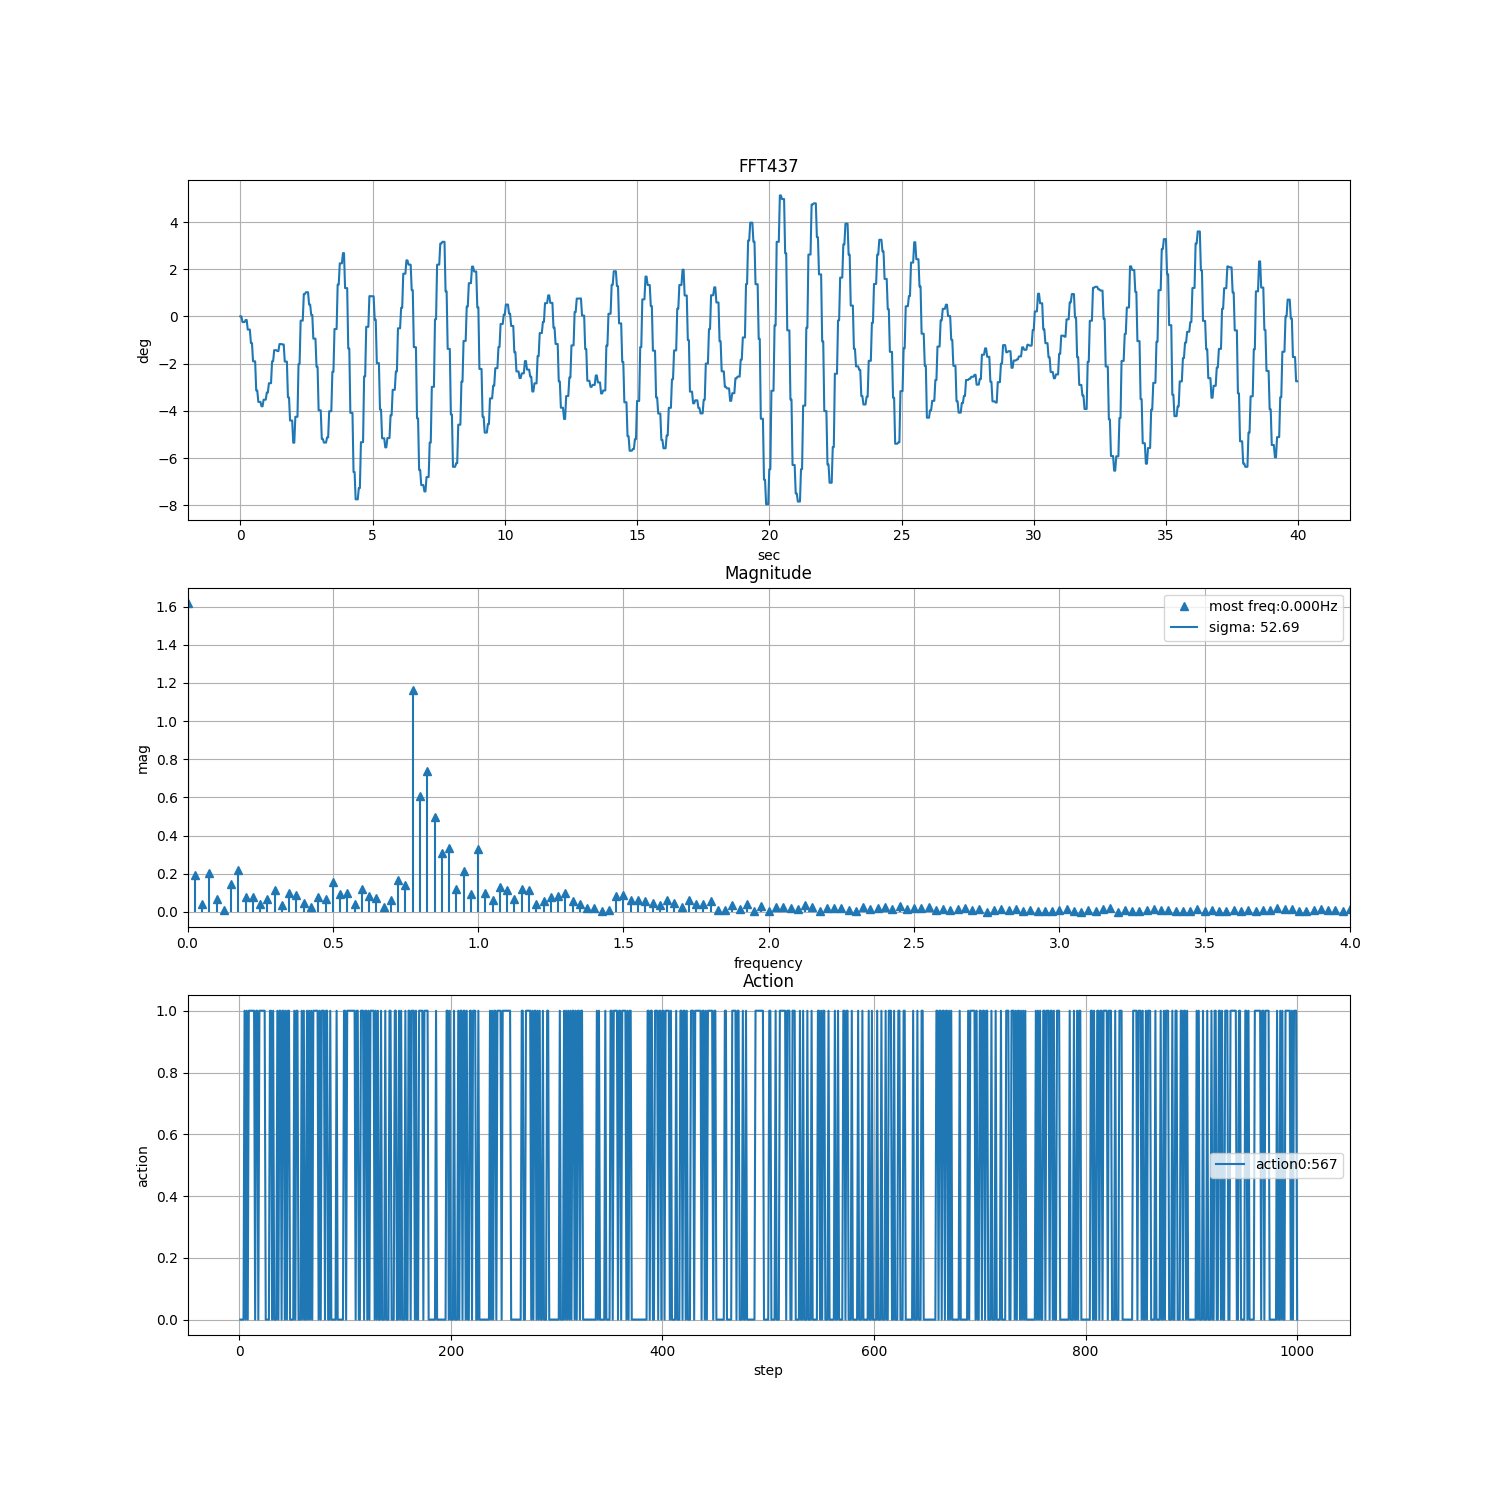 FFT437
4
2
0
−2
−4
−6
−8
deg
0 5 10 15 20 25 30 35 40
sec
Magnitude
1.6
1.4
1.2
1.0
0.8
0.6
0.4
0.2
0.0
mag
most freq:0.000Hz
sigma: 52.69
0.0 0.5 1.0 1.5 2.0 2.5 3.0 3.5 4.0
frequency
Action
1.0
0.8
0.6
0.4
0.2
0.0
action
action0:567
0 200 400 600 800 1000
step